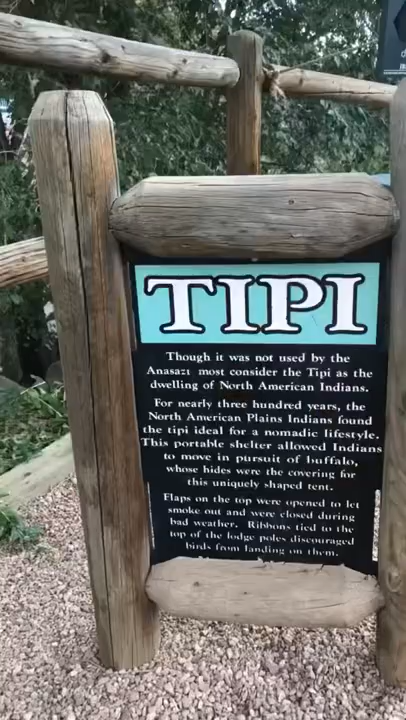 TIPI
Though it was not used by the
Anasazi most consider the Tipi as the
dwelling of North American Indians.
For nearly three hundred years, the
North American Plains Indians found
the tipi ideal for a nomadic lifestyle.
This portable shelter allowed Indians
to move in pursuit of buffalo,
whose hides were the covering for
this uniquely shaped tent.
Flaps on the top were opened to let
smoke out and were closed during
bad weather. Ribbons tied to the
top of the lodge poles discouraged
birds from landing on them.